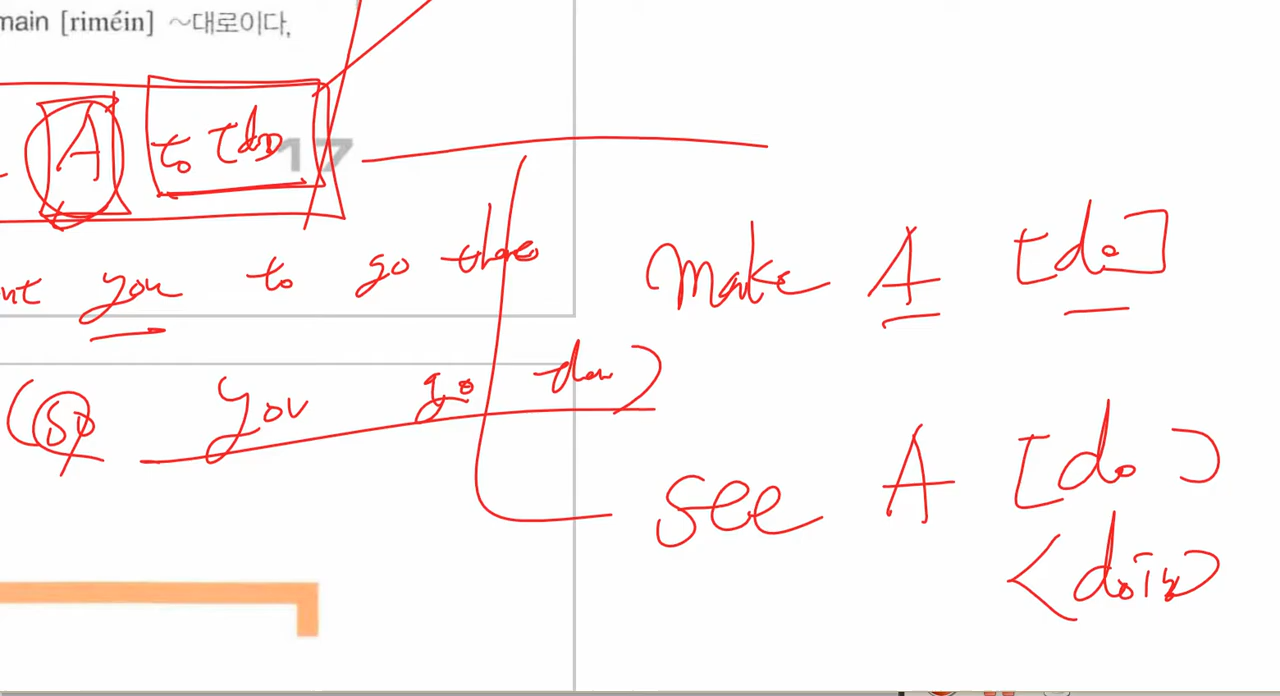 main [riméin] ~대로이다,
A to [do] 17
you to go there
make A [do]
you go
see A [do]
<doing>